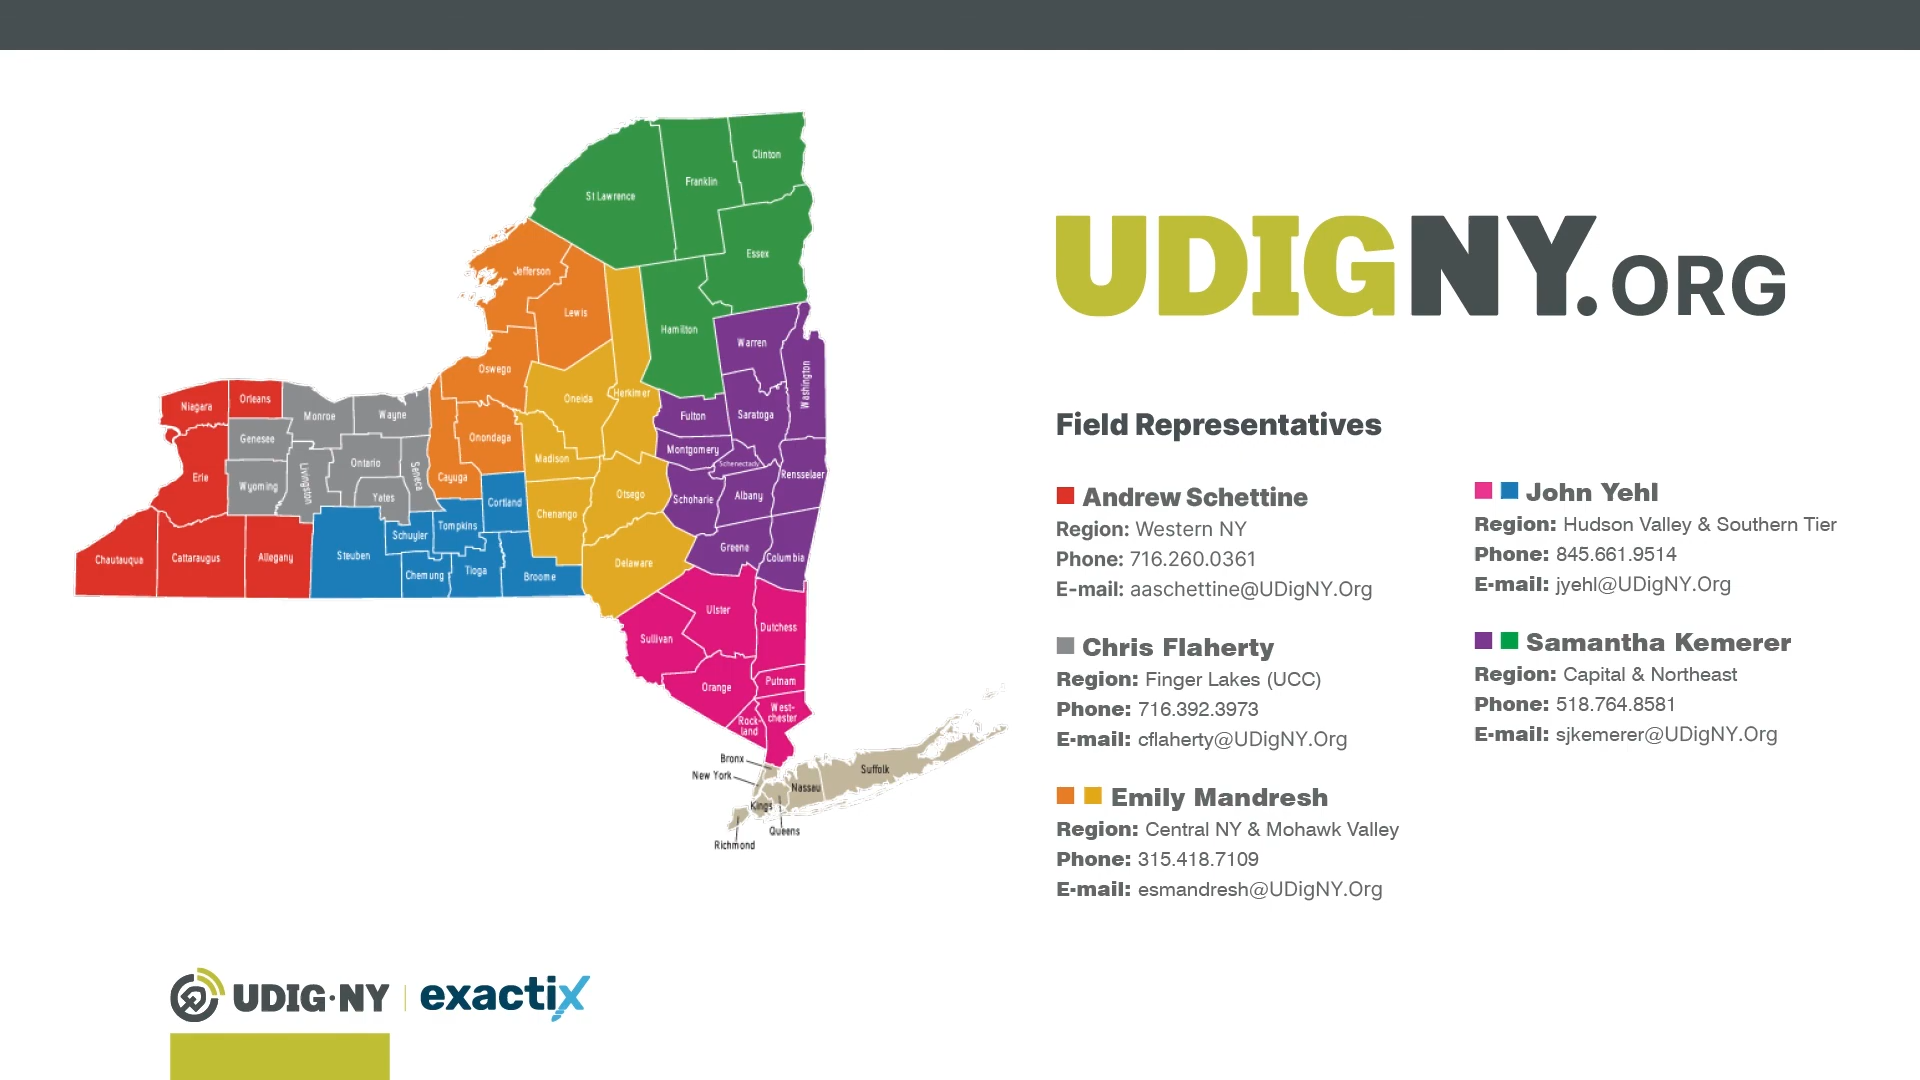 Clinton
Franklin
St Lawrence
Essex
Jefferson
Lewis
Hamilton
Warren
Washington
Oswego
Oneida
Herkimer
Fulton
Saratoga
Niagara
Orleans
Monroe
Wayne
Genesee
Onondaga
Montgomery
Schenectady
Madison
Ontario
Seneca
Erie
Wyoming
Livingston
Yates
Cayuga
Cortland
Otsego
Schoharie
Albany
Rensselaer
Chenango
Tompkins
Schuyler
Chautauqua
Cattaraugus
Allegany
Steuben
Chemung
Tioga
Broome
Delaware
Greene
Columbia
Ulster
Sullivan
Dutchess
Orange
Putnam
West-
chester
Rock-
land
Bronx
New York
Suffolk
Nassau
Kings
Queens
Richmond
UDIGNY.ORG
Field Representatives
Andrew Schettine
Region: Western NY
Phone: 716.260.0361
E-mail: aaschettine@UDigNY.Org
Chris Flaherty
Region: Finger Lakes (UCC)
Phone: 716.392.3973
E-mail: cflaherty@UDigNY.Org
Emily Mandresh
Region: Central NY & Mohawk Valley
Phone: 315.418.7109
E-mail: esmandresh@UDigNY.Org
John Yehl
Region: Hudson Valley & Southern Tier
Phone: 845.661.9514
E-mail: jyehl@UDigNY.Org
Samantha Kemerer
Region: Capital & Northeast
Phone: 518.764.8581
E-mail: sjkemerer@UDigNY.Org
UDIG·NY | exactix